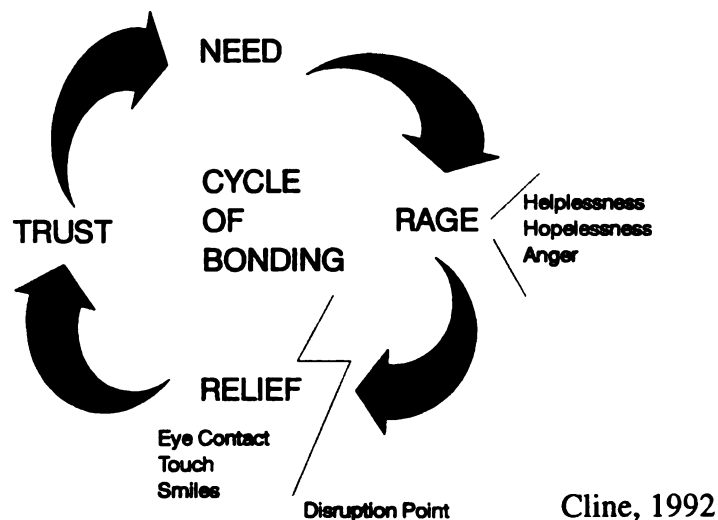 NEED
CYCLE
OF
BONDING
TRUST
RAGE
Helplessness
Hopelessness
Anger
RELIEF
Eye Contact
Touch
Smiles
Disruption Point
Cline, 1992